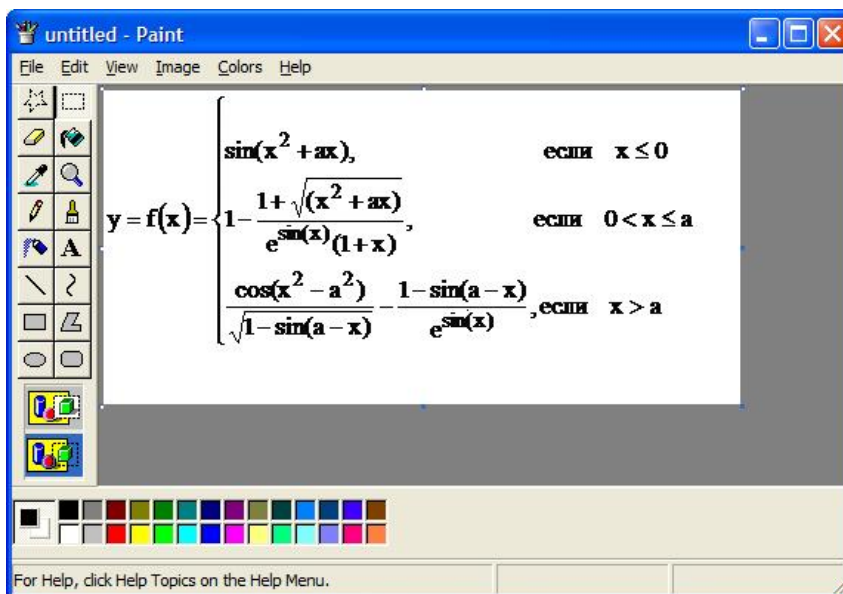 untitled - Paint
File Edit View Image Colors Help
A
sin(x² + ax), если x ≤ 0
y = f(x) = { 1 − (1 + √(x² + ax)) / (e^sin(x) (1 + x)), если 0 < x ≤ a
cos(x² − a²) / √(1 − sin(a − x)) − (1 − sin(a − x)) / e^sin(x), если x > a
For Help, click Help Topics on the Help Menu.